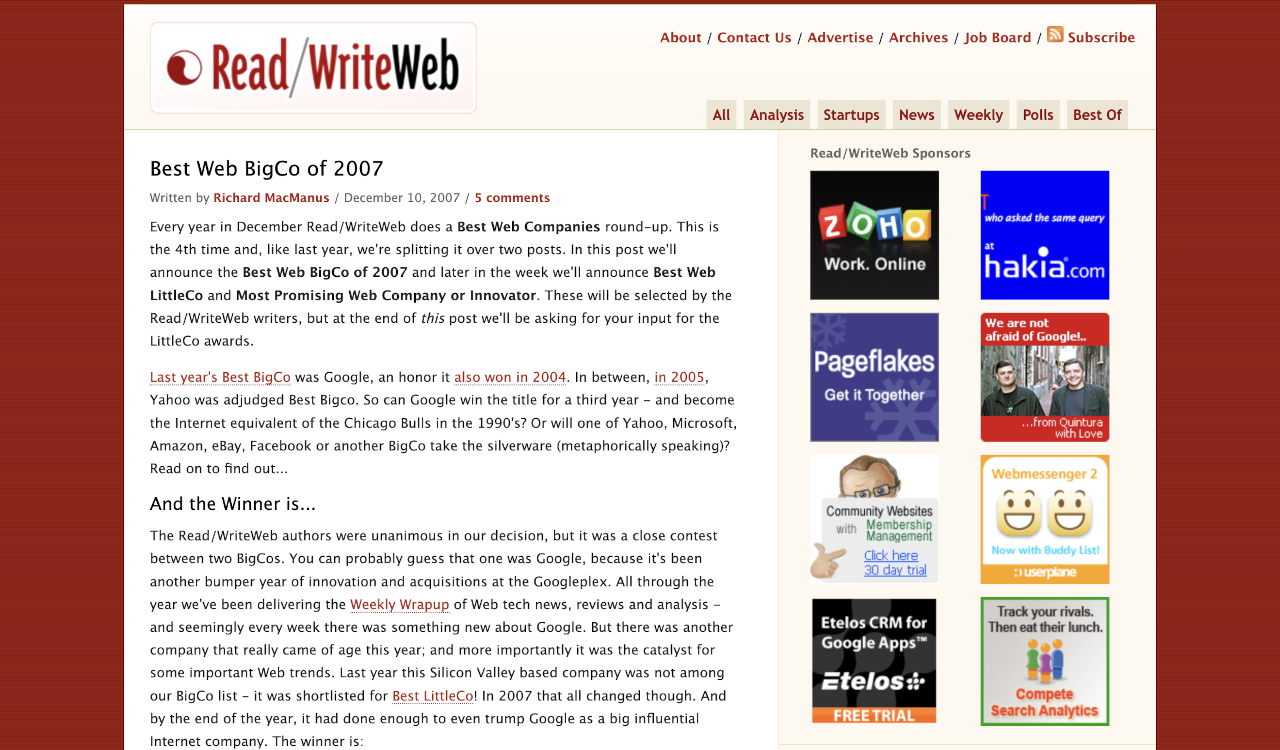 Read/WriteWeb
About / Contact Us / Advertise / Archives / Job Board / Subscribe
All Analysis Startups News Weekly Polls Best Of
Best Web BigCo of 2007
Written by Richard MacManus / December 10, 2007 / 5 comments
Every year in December Read/WriteWeb does a Best Web Companies round-up. This is
the 4th time and, like last year, we're splitting it over two posts. In this post we'll
announce the Best Web BigCo of 2007 and later in the week we'll announce Best Web
LittleCo and Most Promising Web Company or Innovator. These will be selected by the
Read/WriteWeb writers, but at the end of this post we'll be asking for your input for the
LittleCo awards.
Last year's Best BigCo was Google, an honor it also won in 2004. In between, in 2005,
Yahoo was adjudged Best Bigco. So can Google win the title for a third year – and become
the Internet equivalent of the Chicago Bulls in the 1990's? Or will one of Yahoo, Microsoft,
Amazon, eBay, Facebook or another BigCo take the silverware (metaphorically speaking)?
Read on to find out...
And the Winner is...
The Read/WriteWeb authors were unanimous in our decision, but it was a close contest
between two BigCos. You can probably guess that one was Google, because it's been
another bumper year of innovation and acquisitions at the Googleplex. All through the
year we've been delivering the Weekly Wrapup of Web tech news, reviews and analysis –
and seemingly every week there was something new about Google. But there was another
company that really came of age this year; and more importantly it was the catalyst for
some important Web trends. Last year this Silicon Valley based company was not among
our BigCo list – it was shortlisted for Best LittleCo! In 2007 that all changed though. And
by the end of the year, it had done enough to even trump Google as a big influential
Internet company. The winner is:
Read/WriteWeb Sponsors
ZOHO
Work. Online
T
who asked the same query
at
hakia.com
Pageflakes
Get it Together
We are not
afraid of Google!..
...from Quintura
with Love
Community Websites
with Membership
Management
Click here
30 day trial
Webmessenger 2
Now with Buddy List!
:) userplane
Etelos CRM for
Google Apps™
Etelos
FREE TRIAL
Track your rivals.
Then eat their lunch.
Compete
Search Analytics